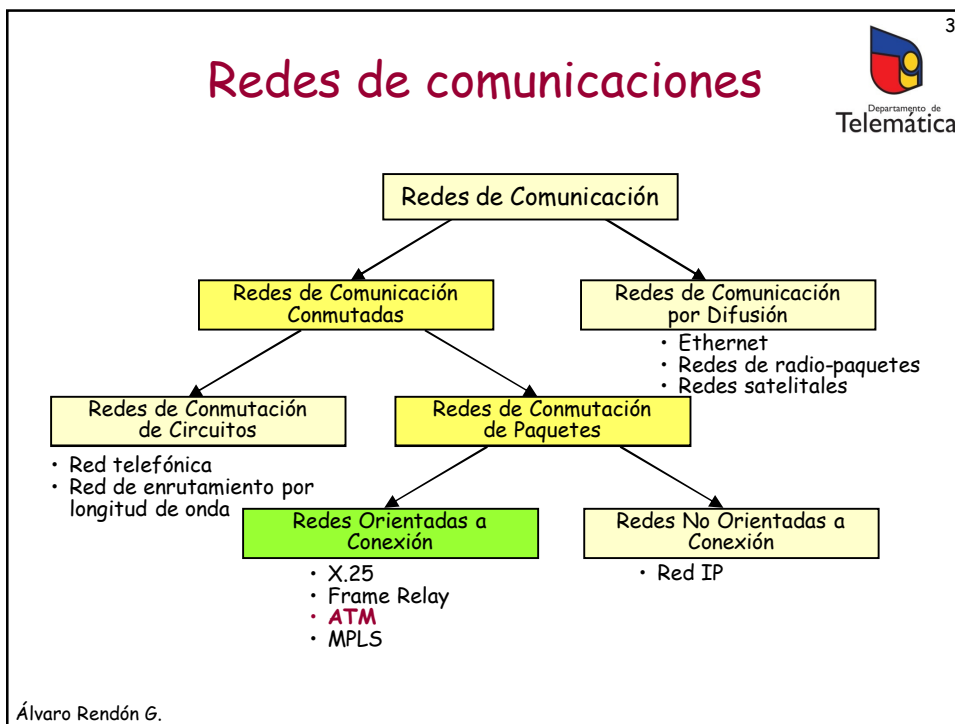 3
Redes de comunicaciones
Departamento de
Telemática
Redes de Comunicación
Redes de Comunicación
Conmutadas
Redes de Comunicación
por Difusión
• Ethernet
• Redes de radio-paquetes
• Redes satelitales
Redes de Conmutación
de Circuitos
• Red telefónica
• Red de enrutamiento por
longitud de onda
Redes de Conmutación
de Paquetes
Redes Orientadas a
Conexión
• X.25
• Frame Relay
• ATM
• MPLS
Redes No Orientadas a
Conexión
• Red IP
Álvaro Rendón G.